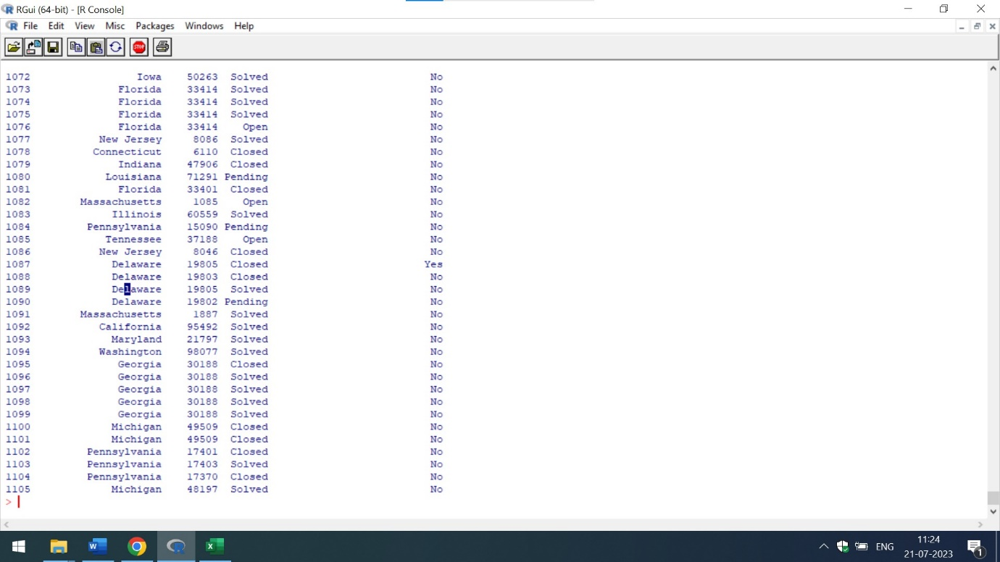 RGui (64-bit) - [R Console]
File Edit View Misc Packages Windows Help
STOP
1072 Iowa 50263 Solved No
1073 Florida 33414 Solved No
1074 Florida 33414 Solved No
1075 Florida 33414 Solved No
1076 Florida 33414 Open No
1077 New Jersey 8086 Solved No
1078 Connecticut 6110 Closed No
1079 Indiana 47906 Closed No
1080 Louisiana 71291 Pending No
1081 Florida 33401 Closed No
1082 Massachusetts 1085 Open No
1083 Illinois 60559 Solved No
1084 Pennsylvania 15090 Pending No
1085 Tennessee 37188 Open No
1086 New Jersey 8046 Closed No
1087 Delaware 19805 Closed Yes
1088 Delaware 19803 Closed No
1089 Delaware 19805 Solved No
1090 Delaware 19802 Pending No
1091 Massachusetts 1887 Solved No
1092 California 95492 Solved No
1093 Maryland 21797 Solved No
1094 Washington 98077 Solved No
1095 Georgia 30188 Closed No
1096 Georgia 30188 Solved No
1097 Georgia 30188 Solved No
1098 Georgia 30188 Solved No
1099 Georgia 30188 Solved No
1100 Michigan 49509 Closed No
1101 Michigan 49509 Closed No
1102 Pennsylvania 17401 Closed No
1103 Pennsylvania 17403 Solved No
1104 Pennsylvania 17370 Closed No
1105 Michigan 48197 Solved No
>
ENG 11:24
21-07-2023 1